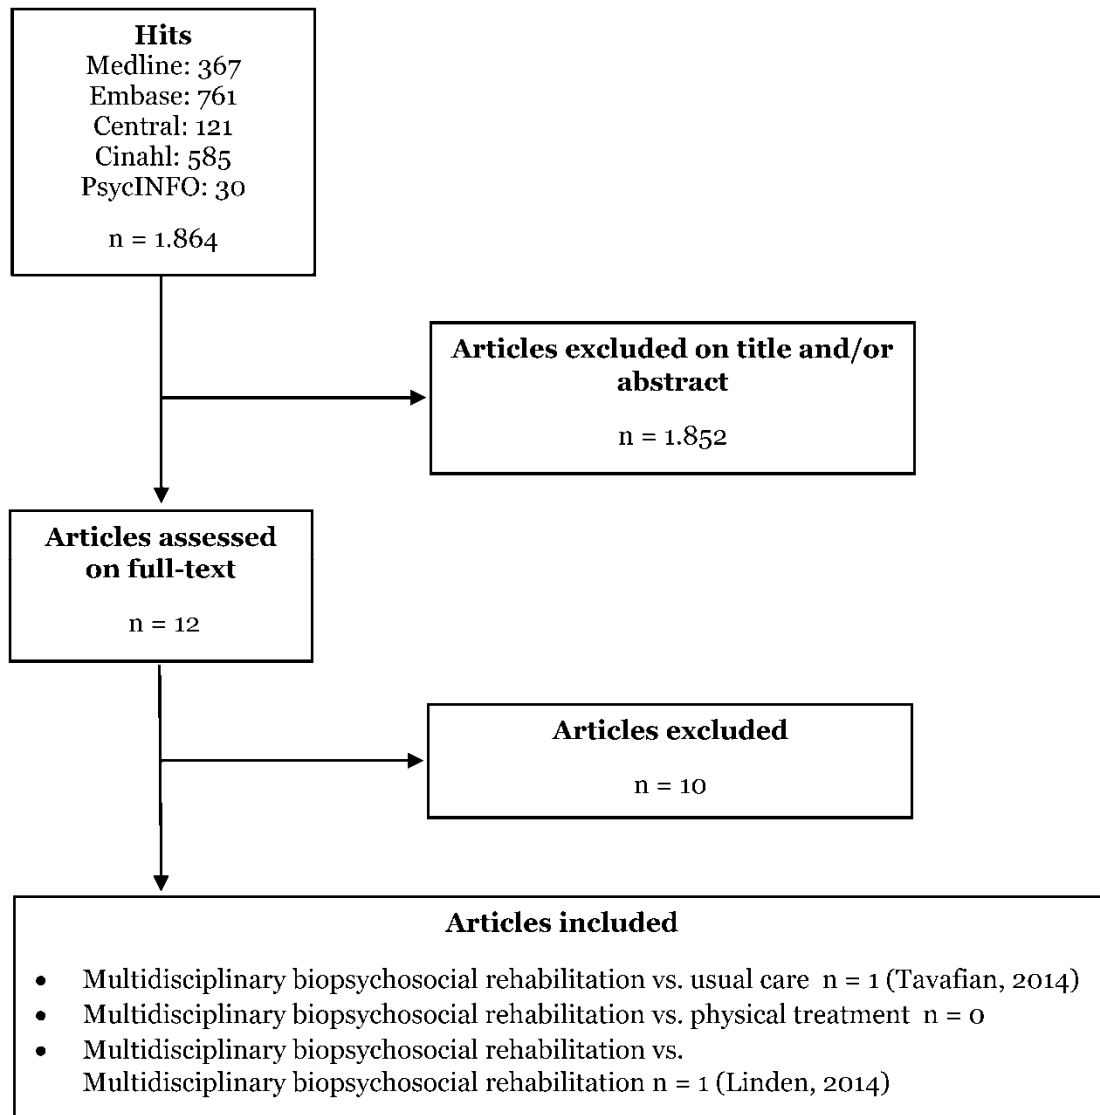 Hits
Medline: 367
Embase: 761
Central: 121
Cinahl: 585
PsycINFO: 30
n = 1.864
Articles excluded on title and/or
abstract
n = 1.852
Articles assessed
on full-text
n = 12
Articles excluded
n = 10
Articles included
• Multidisciplinary biopsychosocial rehabilitation vs. usual care n = 1 (Tavafian, 2014)
• Multidisciplinary biopsychosocial rehabilitation vs. physical treatment n = 0
• Multidisciplinary biopsychosocial rehabilitation vs.
Multidisciplinary biopsychosocial rehabilitation n = 1 (Linden, 2014)